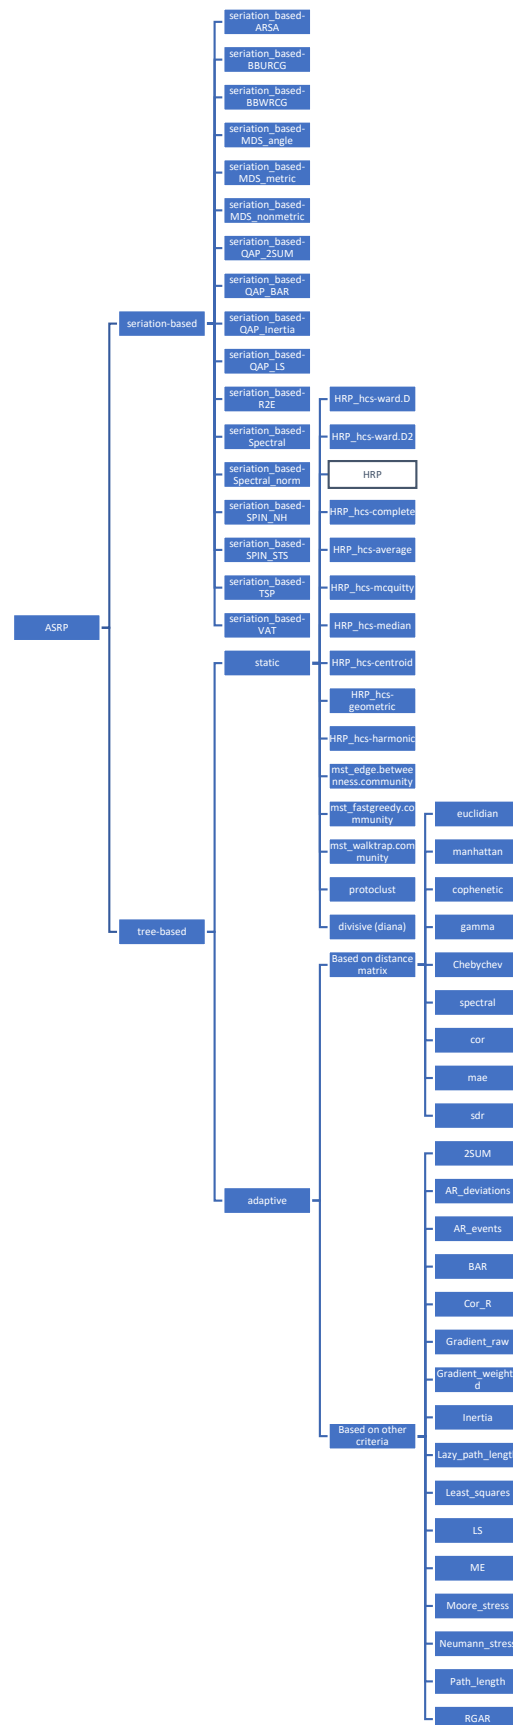 seriation_based-
ARSA
seriation_based-
BBURCG
seriation_based-
BBWRCG
seriation_based-
MDS_angle
seriation_based-
MDS_metric
seriation_based-
MDS_nonmetric
seriation_based-
QAP_2SUM
seriation_based-
QAP_BAR
seriation-based
seriation_based-
QAP_Inertia
seriation_based-
QAP_LS
seriation_based-
R2E
seriation_based-
Spectral
seriation_based-
Spectral_norm
seriation_based-
SPIN_NH
seriation_based-
SPIN_STS
seriation_based-
TSP
seriation_based-
VAT
ASRP
static
HRP_hcs-ward.D
HRP_hcs-ward.D2
HRP
HRP_hcs-complete
HRP_hcs-average
HRP_hcs-mcquitty
HRP_hcs-median
HRP_hcs-centroid
HRP_hcs-
geometric
HRP_hcs-harmonic
mst_edge.betwee
nness.community
mst_fastgreedy.co
mmunity
mst_walktrap.com
munity
protoclust
divisive (diana)
tree-based
Based on distance
matrix
euclidian
manhattan
cophenetic
gamma
Chebychev
spectral
cor
mae
sdr
adaptive
Based on other
criteria
2SUM
AR_deviations
AR_events
BAR
Cor_R
Gradient_raw
Gradient_weight
d
Inertia
Lazy_path_lengt
Least_squares
LS
ME
Moore_stress
Neumann_stress
Path_length
RGAR